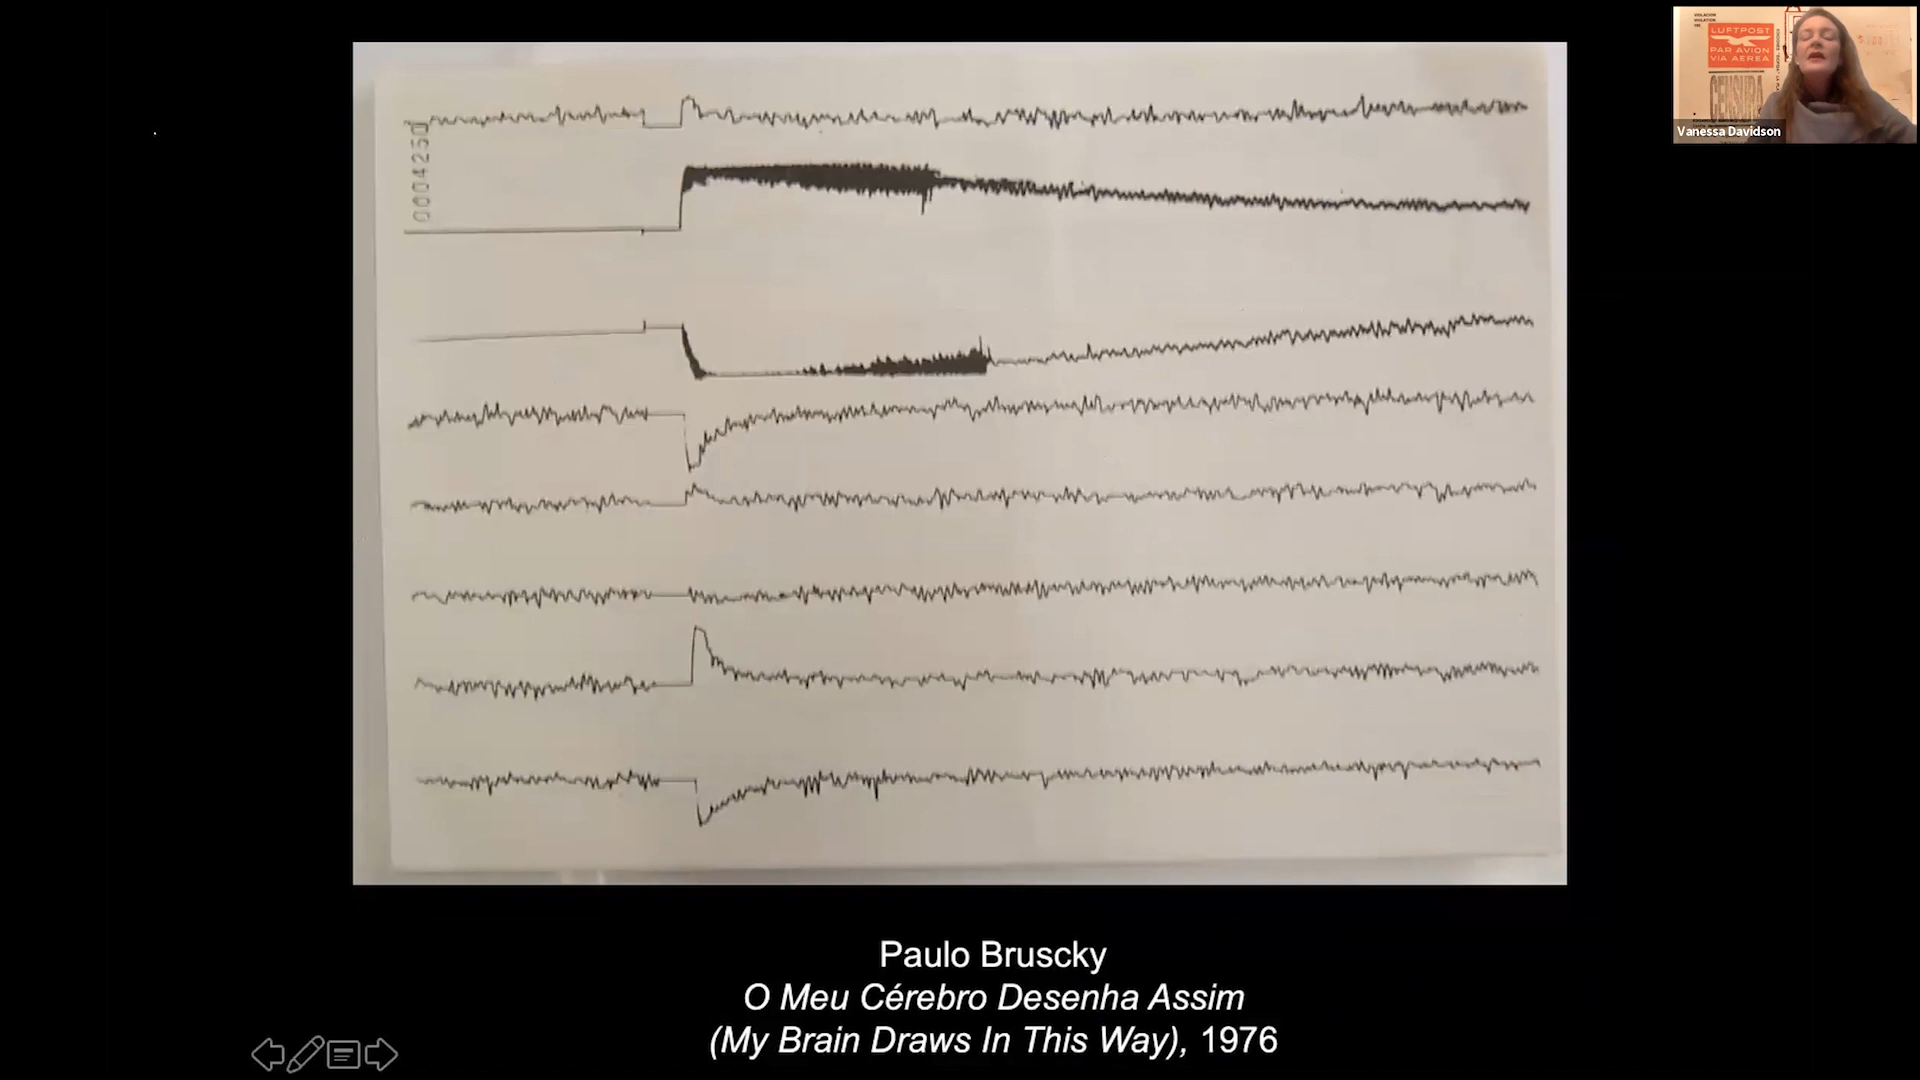 0004250
Paulo Bruscky
O Meu Cérebro Desenha Assim
(My Brain Draws In This Way), 1976
LUFTPOST
PAR AVION
VIA AEREA
CENSURA
Vanessa Davidson